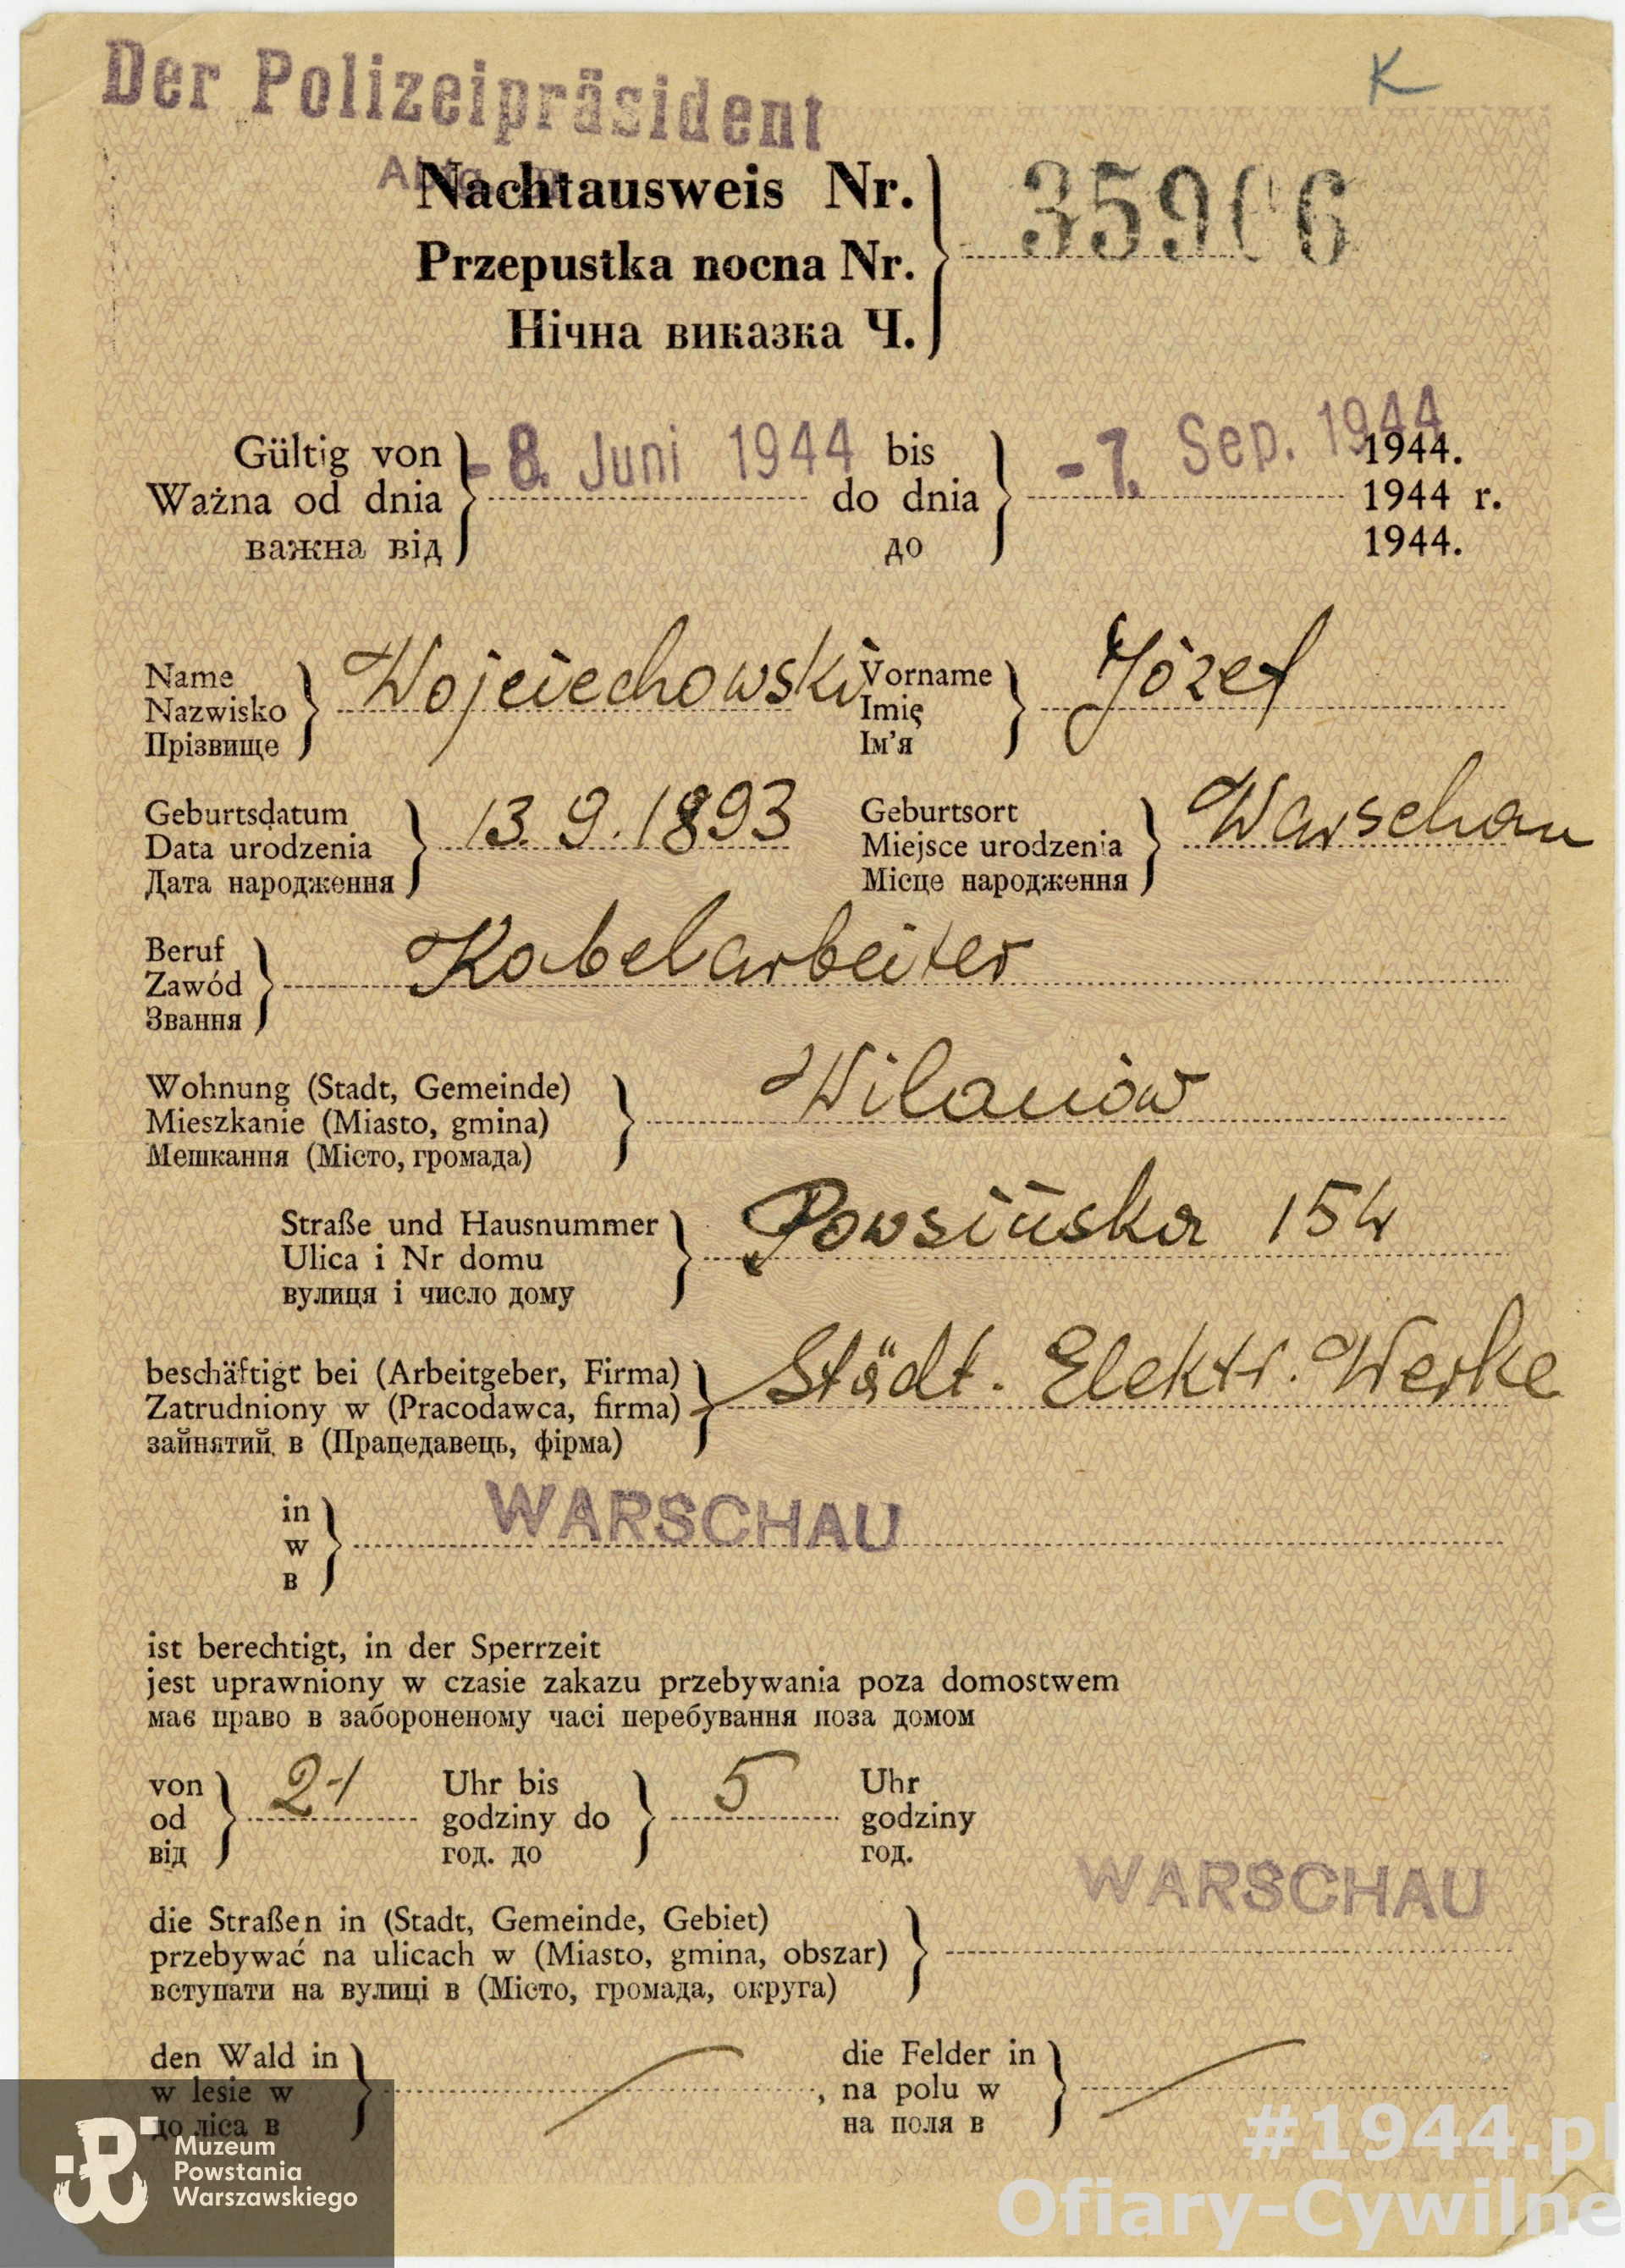 Der Polizeipräsident
K
Nachtausweis Nr.
Przepustka nocna Nr. 35906
Нічна виказка Ч.
Gültig von - 8. Juni 1944 bis - 7. Sep. 1944 1944.
Ważna od dnia do dnia 1944 r.
важна від до 1944.
Name Wojciechowski Vorname Józef
Nazwisko Imię
Прізвище Ім'я
Geburtsdatum 13.9.1893 Geburtsort Warschau
Data urodzenia Miejsce urodzenia
Дата народження Місце народження
Beruf Kabelarbeiter
Zawód
Звання
Wohnung (Stadt, Gemeinde) Wilanów
Mieszkanie (Miasto, gmina)
Мешкання (Місто, громада)
Straße und Hausnummer Powsińska 154
Ulica i Nr domu
вулиця і число дому
beschäftigt bei (Arbeitgeber, Firma) Städt. Elektr. Werke
Zatrudniony w (Pracodawca, firma)
зайнятий в (Працедавець, фірма)
in WARSCHAU
w
в
ist berechtigt, in der Sperrzeit
jest uprawniony w czasie zakazu przebywania poza domostwem
має право в забороненому часі перебування поза домом
von 21 Uhr bis 5 Uhr
od godziny do godziny
від год. до год.
WARSCHAU
die Straßen in (Stadt, Gemeinde, Gebiet)
przebywać na ulicach w (Miasto, gmina, obszar)
вступати на вулиці в (Місто, громада, округа)
den Wald in die Felder in
w lesie w , na polu w
до ліса в на поля в
Muzeum
Powstania
Warszawskiego
#1944.pl
Ofiary-Cywilne